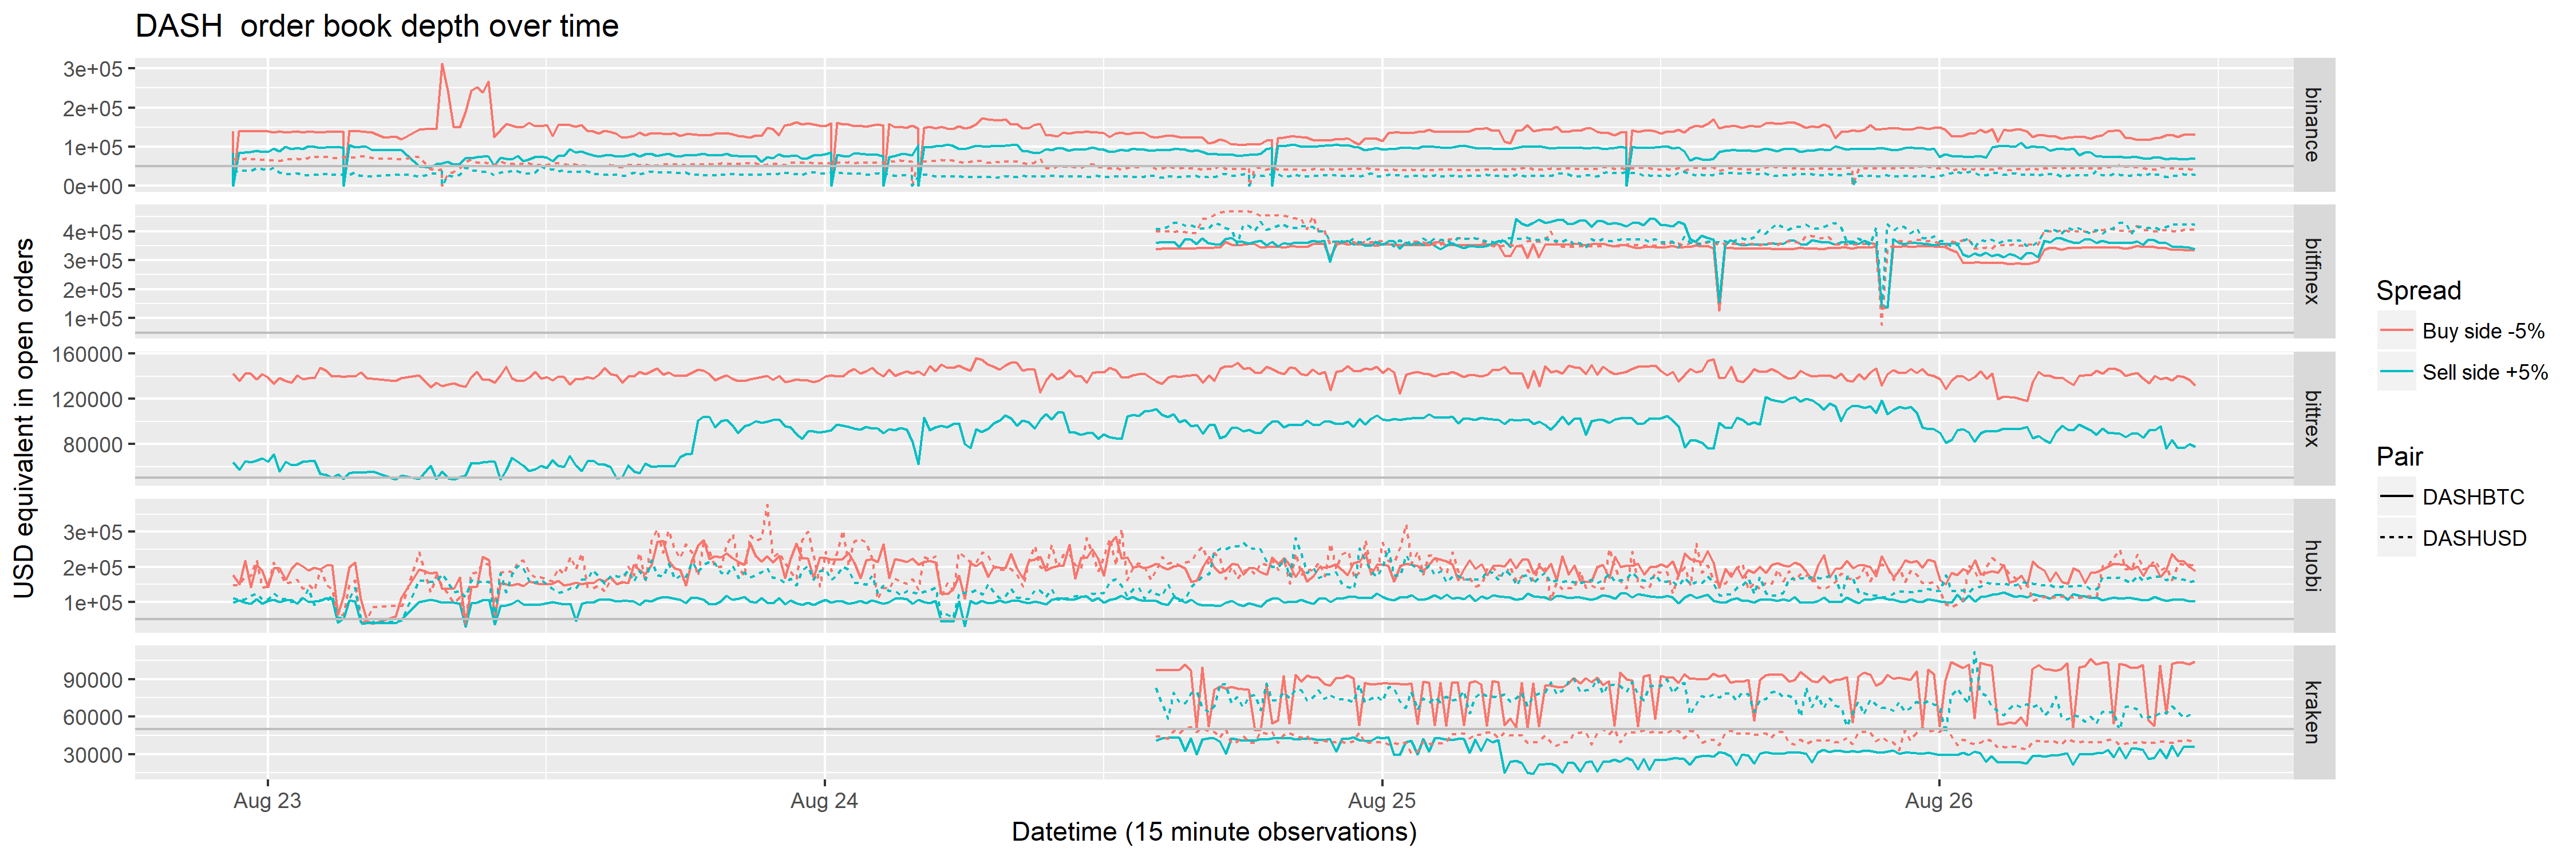 DASH  order book depth over time
USD equivalent in open orders
3e+05
2e+05
1e+05
0e+00
binance
4e+05
3e+05
2e+05
1e+05
bitfinex
160000
120000
80000
bittrex
3e+05
2e+05
1e+05
huobi
90000
60000
30000
kraken
Aug 23
Aug 24
Aug 25
Aug 26
Datetime (15 minute observations)
Spread
Buy side -5%
Sell side +5%
Pair
DASHBTC
DASHUSD